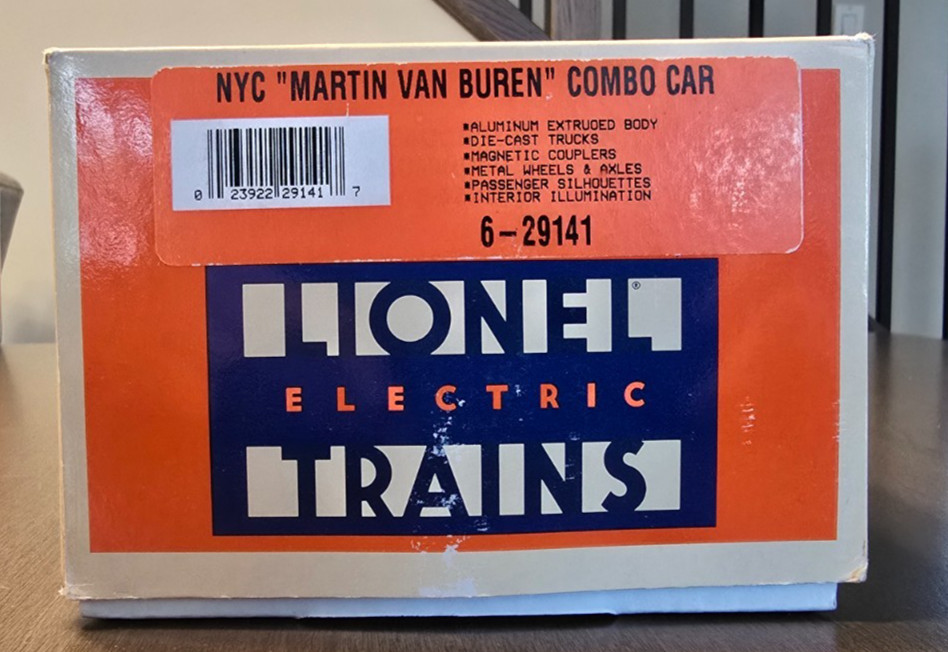 NYC "MARTIN VAN BUREN" COMBO CAR
▪ALUMINUM EXTRUDED BODY
▪DIE-CAST TRUCKS
▪MAGNETIC COUPLERS
▪METAL WHEELS & AXLES
▪PASSENGER SILHOUETTES
▪INTERIOR ILLUMINATION
0 23922 29141 7
6-29141
LIONEL®
ELECTRIC
TRAINS